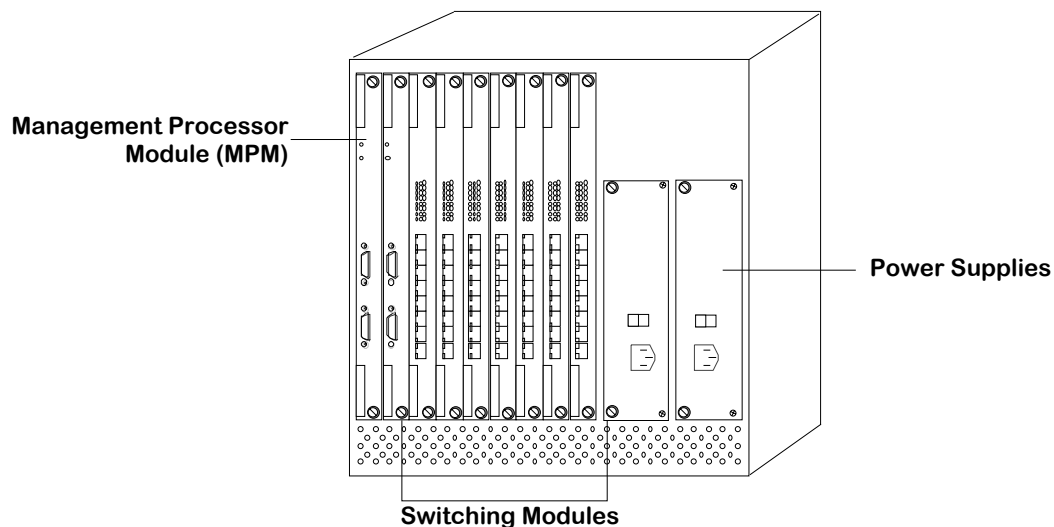 Management Processor
Module (MPM)
Power Supplies
Switching Modules